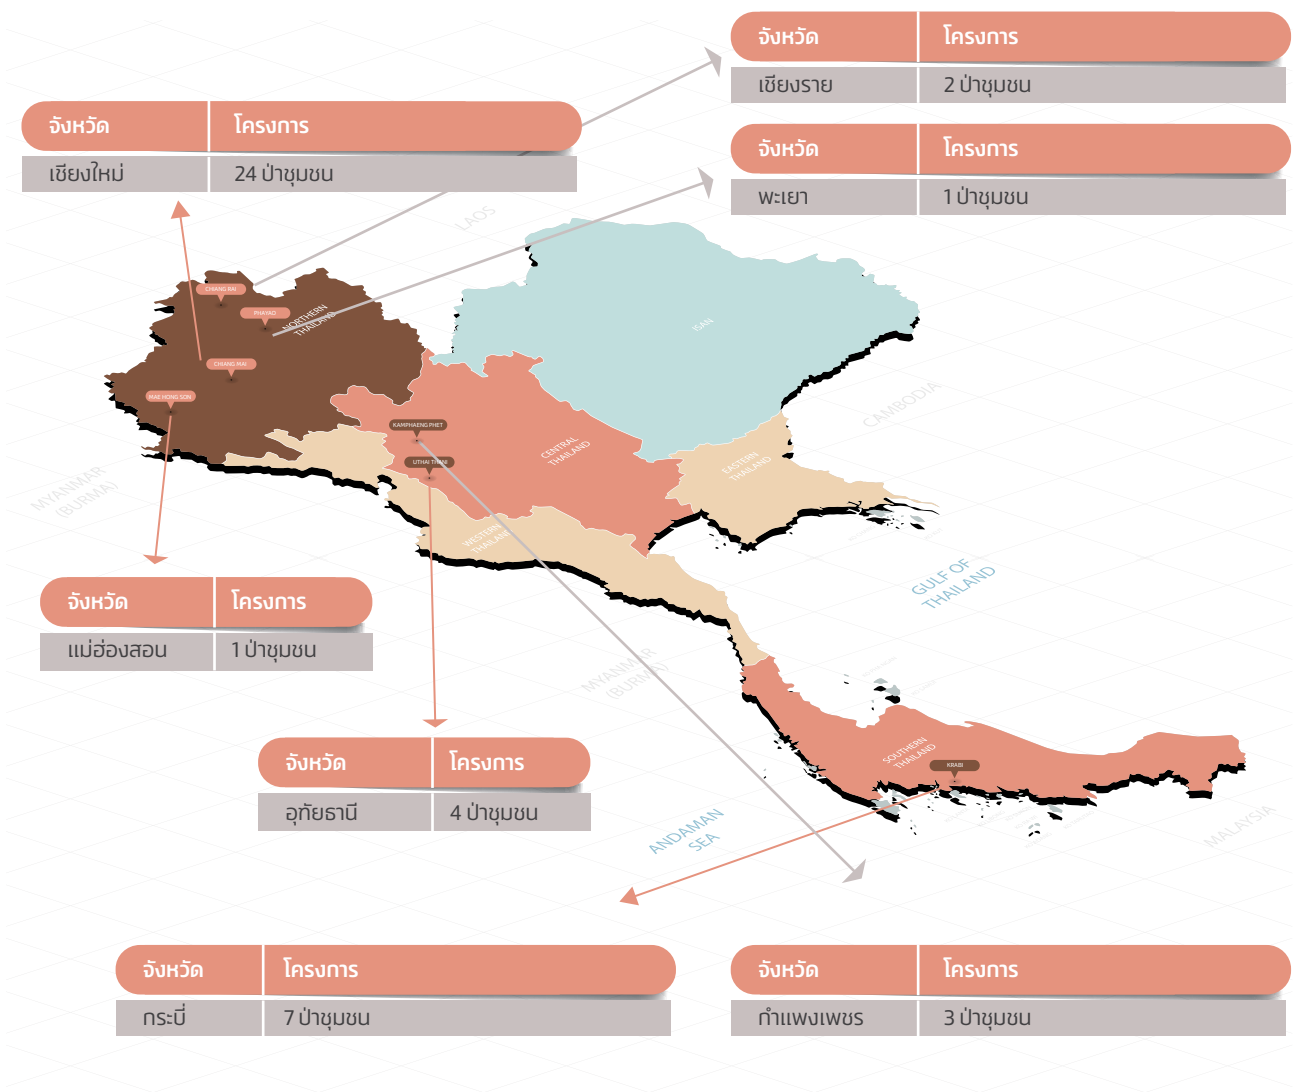 จังหวัด โครงการ
เชียงราย 2 ป่าชุมชน
จังหวัด โครงการ
เชียงใหม่ 24 ป่าชุมชน
จังหวัด โครงการ
พะเยา 1 ป่าชุมชน
LAOS
CHIANG RAI
PHAYAO
NORTHERN
THAILAND
ISAN
CHIANG MAI
MAE HONG SON
CAMBODIA
KAMPHAENG PHET
CENTRAL
THAILAND
UTHAI THANI
EASTERN
THAILAND
MYANMAR
(BURMA)
WESTERN
THAILAND
GULF OF
THAILAND
จังหวัด โครงการ
แม่ฮ่องสอน 1 ป่าชุมชน
MYANMAR
(BURMA)
จังหวัด โครงการ
อุทัยธานี 4 ป่าชุมชน
SOUTHERN
THAILAND
KRABI
ANDAMAN
SEA
MALAYSIA
จังหวัด โครงการ
กระบี่ 7 ป่าชุมชน
จังหวัด โครงการ
กำแพงเพชร 3 ป่าชุมชน